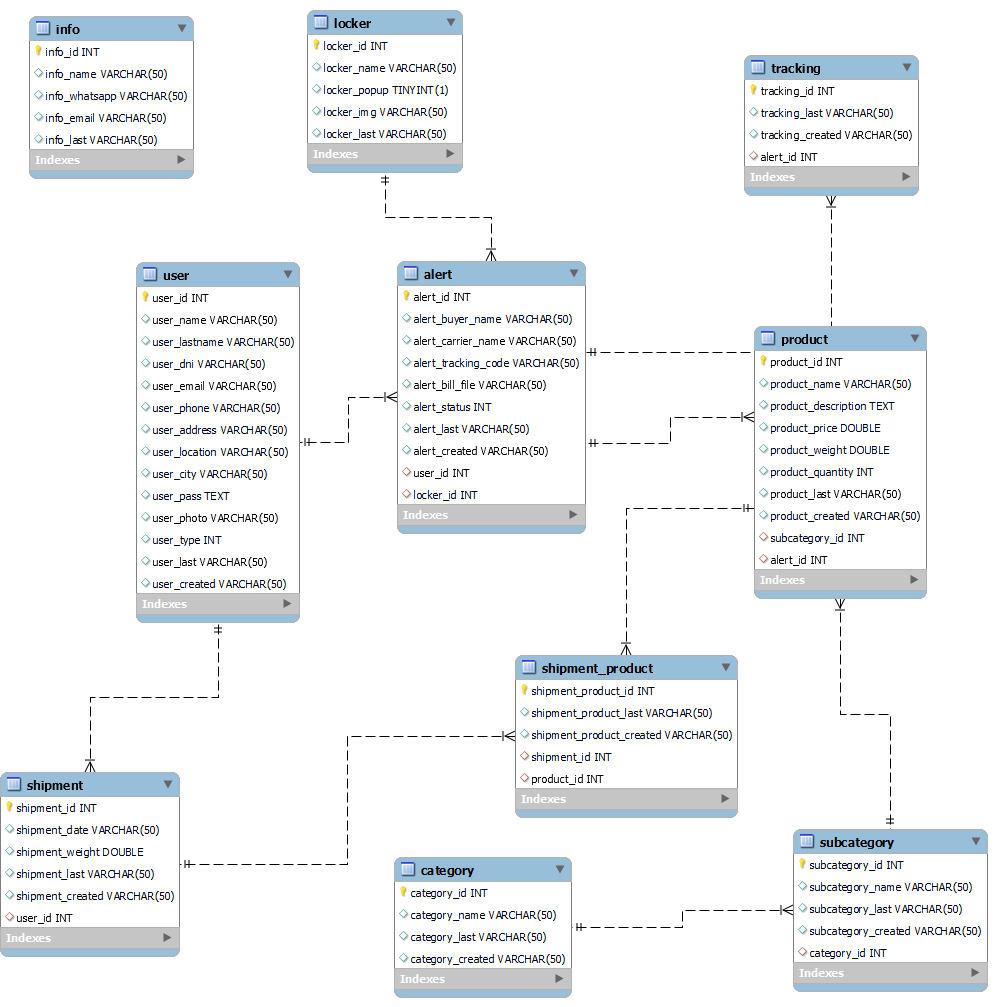 info
info_id INT
info_name VARCHAR(50)
info_whatsapp VARCHAR(50)
info_email VARCHAR(50)
info_last VARCHAR(50)
Indexes
locker
locker_id INT
locker_name VARCHAR(50)
locker_popup TINYINT(1)
locker_img VARCHAR(50)
locker_last VARCHAR(50)
Indexes
tracking
tracking_id INT
tracking_last VARCHAR(50)
tracking_created VARCHAR(50)
alert_id INT
Indexes
user
user_id INT
user_name VARCHAR(50)
user_lastname VARCHAR(50)
user_dni VARCHAR(50)
user_email VARCHAR(50)
user_phone VARCHAR(50)
user_address VARCHAR(50)
user_location VARCHAR(50)
user_city VARCHAR(50)
user_pass TEXT
user_photo VARCHAR(50)
user_type INT
user_last VARCHAR(50)
user_created VARCHAR(50)
Indexes
alert
alert_id INT
alert_buyer_name VARCHAR(50)
alert_carrier_name VARCHAR(50)
alert_tracking_code VARCHAR(50)
alert_bill_file VARCHAR(50)
alert_status INT
alert_last VARCHAR(50)
alert_created VARCHAR(50)
user_id INT
locker_id INT
Indexes
product
product_id INT
product_name VARCHAR(50)
product_description TEXT
product_price DOUBLE
product_weight DOUBLE
product_quantity INT
product_last VARCHAR(50)
product_created VARCHAR(50)
subcategory_id INT
alert_id INT
Indexes
shipment_product
shipment_product_id INT
shipment_product_last VARCHAR(50)
shipment_product_created VARCHAR(50)
shipment_id INT
product_id INT
Indexes
shipment
shipment_id INT
shipment_date VARCHAR(50)
shipment_weight DOUBLE
shipment_last VARCHAR(50)
shipment_created VARCHAR(50)
user_id INT
Indexes
category
category_id INT
category_name VARCHAR(50)
category_last VARCHAR(50)
category_created VARCHAR(50)
Indexes
subcategory
subcategory_id INT
subcategory_name VARCHAR(50)
subcategory_last VARCHAR(50)
subcategory_created VARCHAR(50)
category_id INT
Indexes